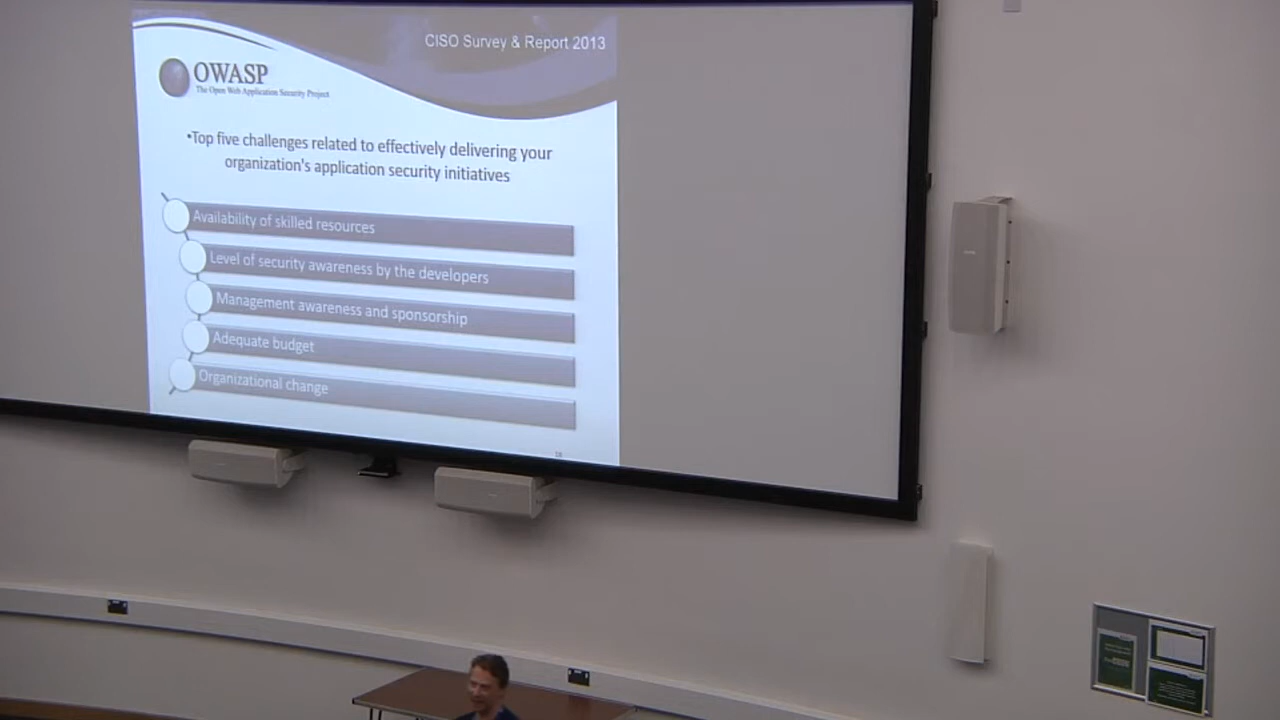 CISO Survey & Report 2013
OWASP
The Open Web Application Security Project
•Top five challenges related to effectively delivering your
organization's application security initiatives
Availability of skilled resources
Level of security awareness by the developers
Management awareness and sponsorship
Adequate budget
Organizational change